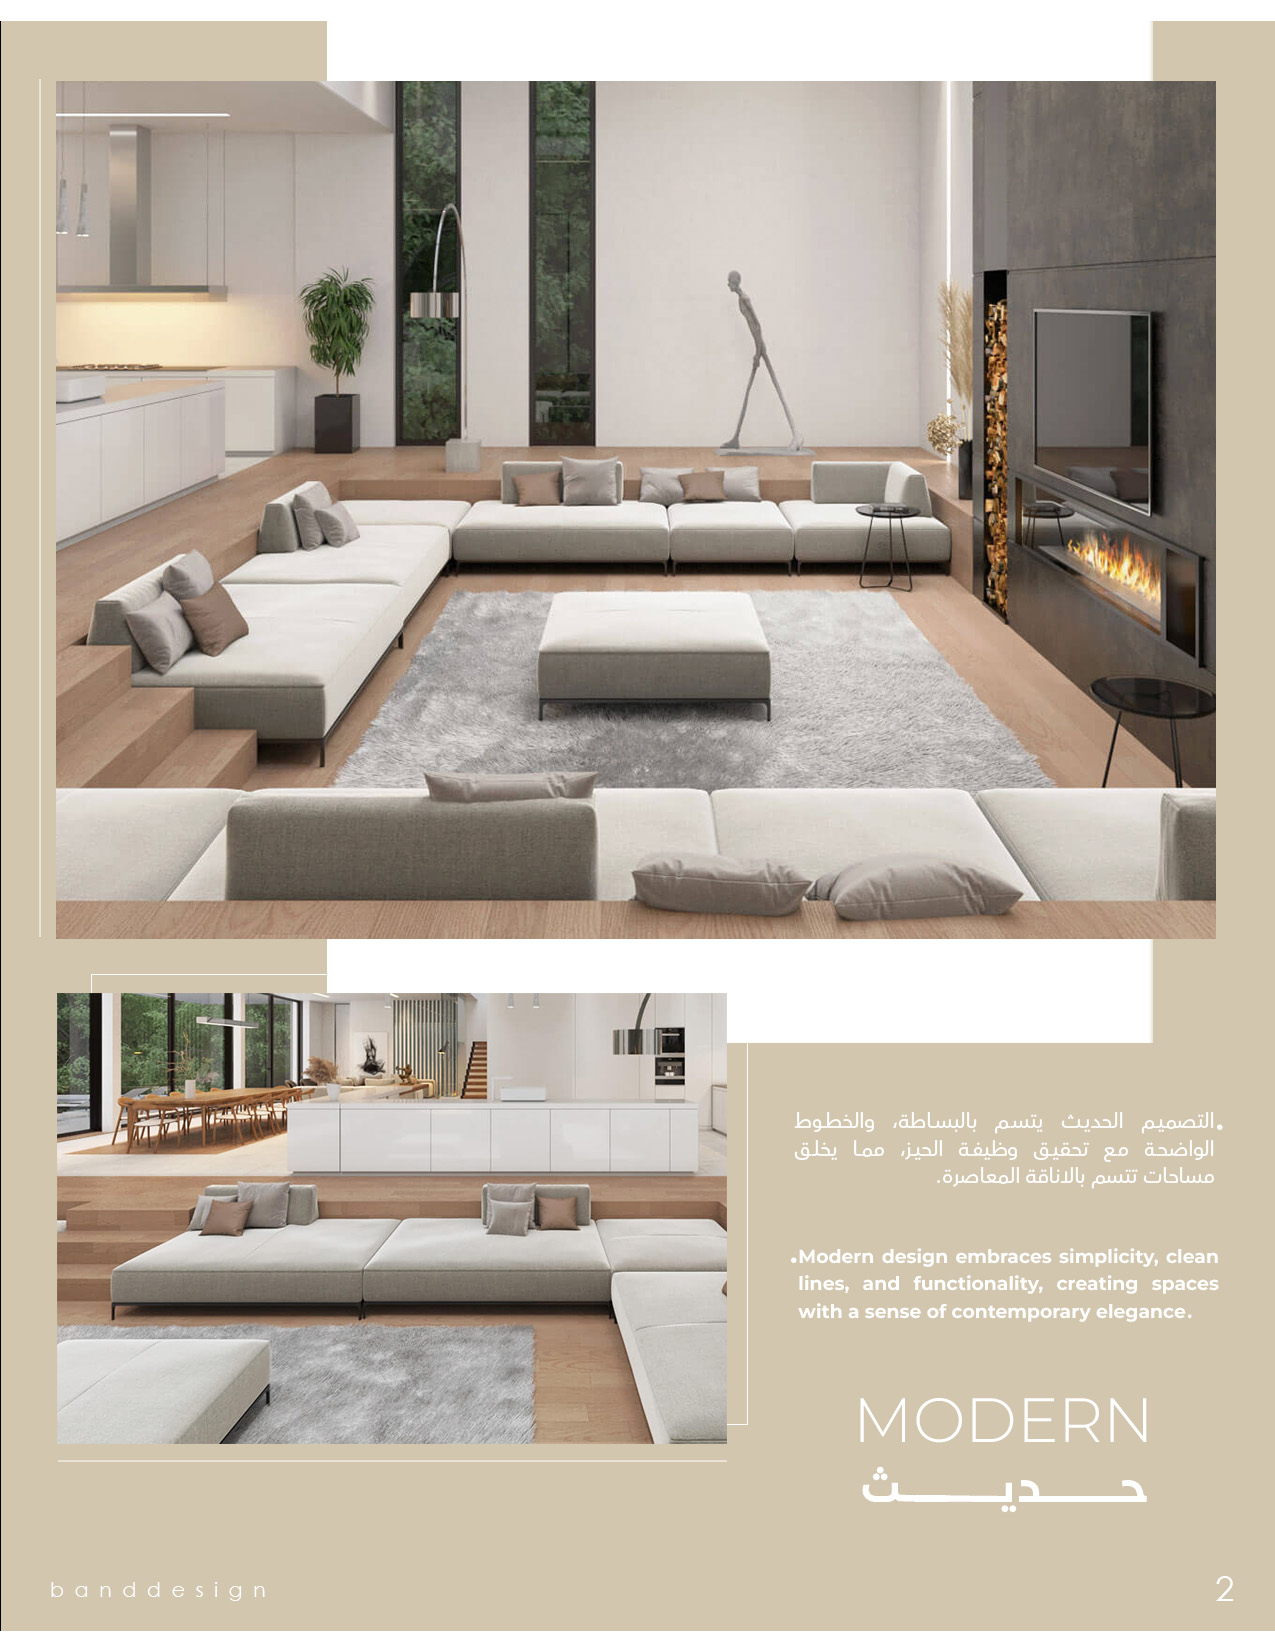 التصميم الحديث يتسم بالبساطة، والخطوط
الواضحة مع تحقيق وظيفة الحيز، مما يخلق
مساحات تتسم بالاناقة المعاصرة.
Modern design embraces simplicity, clean
lines, and functionality, creating spaces
with a sense of contemporary elegance.
MODERN
حديث
banddesign
2